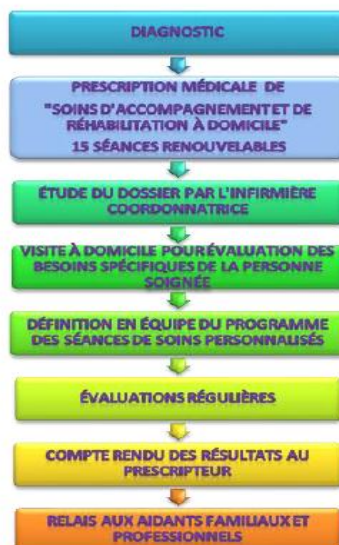 DIAGNOSTIC
PRESCRIPTION MÉDICALE DE
"SOINS D'ACCOMPAGNEMENT ET DE
RÉHABILITATION À DOMICILE"
15 SÉANCES RENOUVELABLES
ÉTUDE DU DOSSIER PAR L'INFIRMIÈRE
COORDONNATRICE
VISITE À DOMICILE POUR ÉVALUATION DES
BESOINS SPÉCIFIQUES DE LA PERSONNE
SOIGNÉE
DÉFINITION EN ÉQUIPE DU PROGRAMME
DES SÉANCES DE SOINS PERSONNALISÉS
ÉVALUATIONS RÉGULIÈRES
COMPTE RENDU DES RÉSULTATS AU
PRESCRIPTEUR
RELAIS AUX AIDANTS FAMILIAUX ET
PROFESSIONNELS